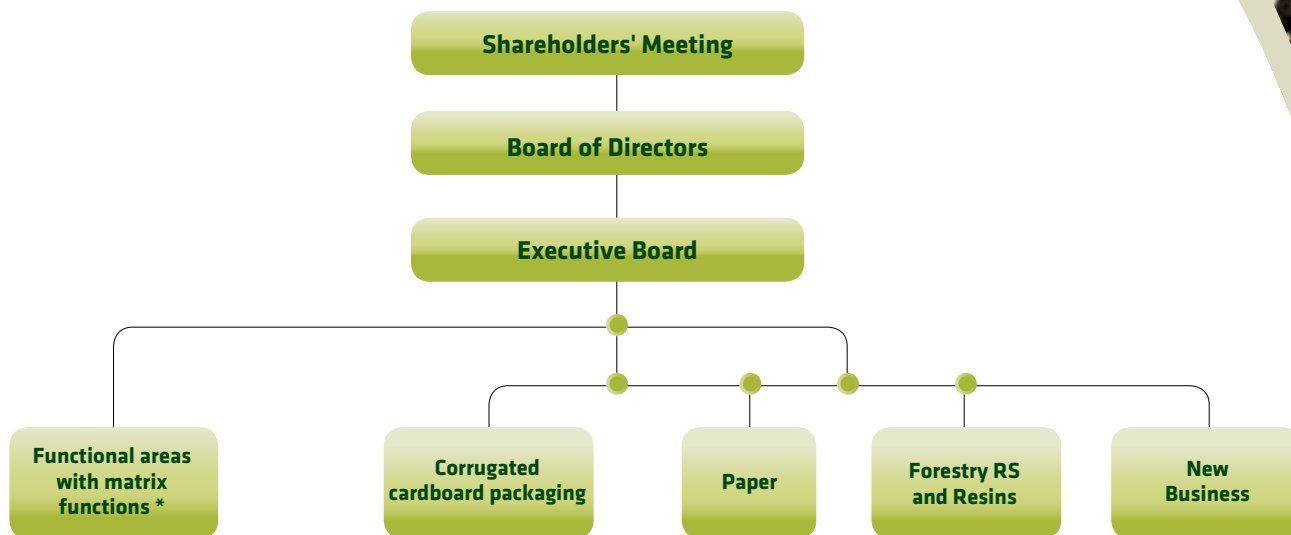 Shareholders' Meeting
Board of Directors
Executive Board
Functional areas
with matrix
functions *
Corrugated
cardboard packaging
Paper
Forestry RS
and Resins
New
Business